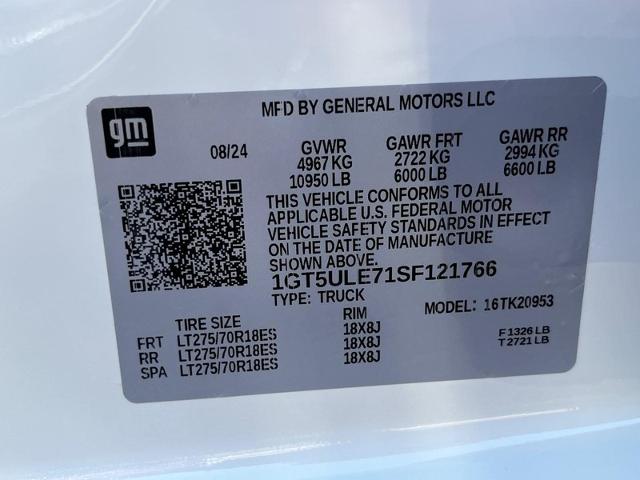 MFD BY GENERAL MOTORS LLC
gm
08/24 GVWR GAWR FRT GAWR RR
4967 KG 2722 KG 2994 KG
10950 LB 6000 LB 6600 LB
THIS VEHICLE CONFORMS TO ALL
APPLICABLE U.S. FEDERAL MOTOR
VEHICLE SAFETY STANDARDS IN EFFECT
ON THE DATE OF MANUFACTURE
SHOWN ABOVE.
1GT5ULE71SF121766
TYPE: TRUCK MODEL: 16TK20953
TIRE SIZE RIM
FRT LT275/70R18ES 18X8J F1326 LB
RR LT275/70R18ES 18X8J T2721 LB
SPA LT275/70R18ES 18X8J